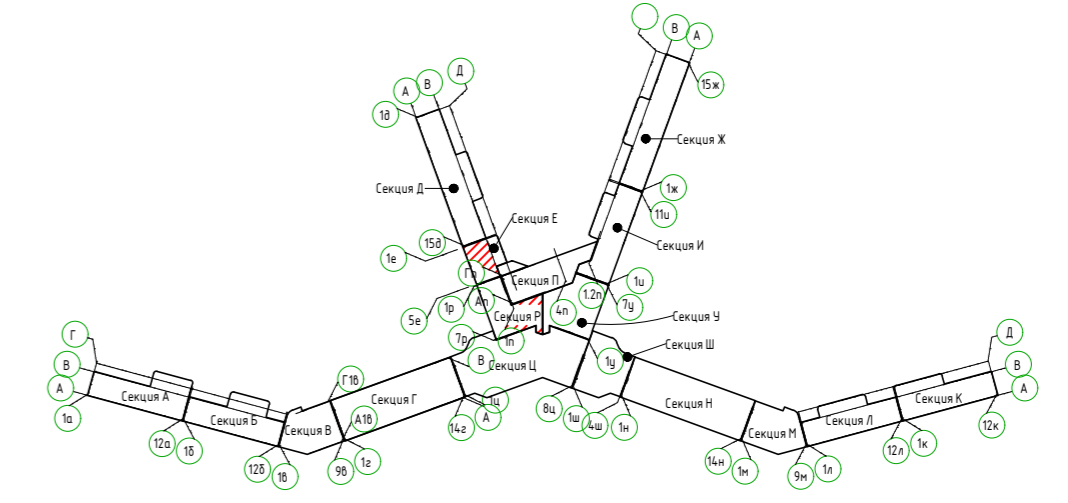 В
А
15ж
Секция Ж
А
В
Д
1д
Секция Д
1ж
11и
Секция Е
Секция И
15д
1е
Гп
Секция П
1и
1р
Ап
1.2п
7у
5е
4п
Секция Р
Секция У
7р
1п
Секция Ш
1у
В
Секция Ц
Г
В
А
1а
Секция А
Секция Б
12а
1б
Секция В
12б
1в
Г1в
А1в
9в
1г
Секция Г
14г
1ц
А
8ц
1ш
4ш
1н
Секция Н
14н
1м
Секция М
9м
1л
Секция Л
12л
1к
Секция К
Д
В
А
12к